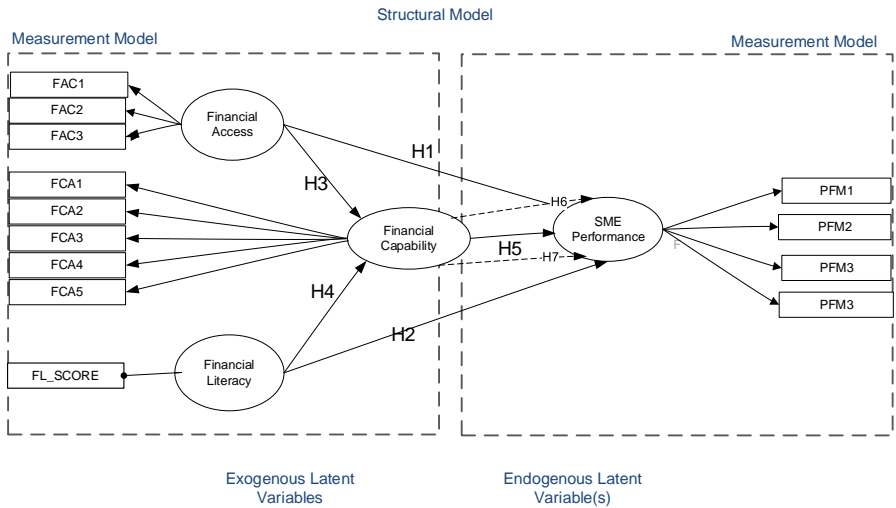 Structural Model
Measurement Model
Measurement Model
FAC1
FAC2
FAC3
Financial
Access
H1
H3
FCA1
FCA2
FCA3
FCA4
FCA5
Financial
Capability
H6
H5
H7
SME
Performance
F
PFM1
PFM2
PFM3
PFM3
H4
H2
FL_SCORE
Financial
Literacy
Exogenous Latent
Variables
Endogenous Latent
Variable(s)